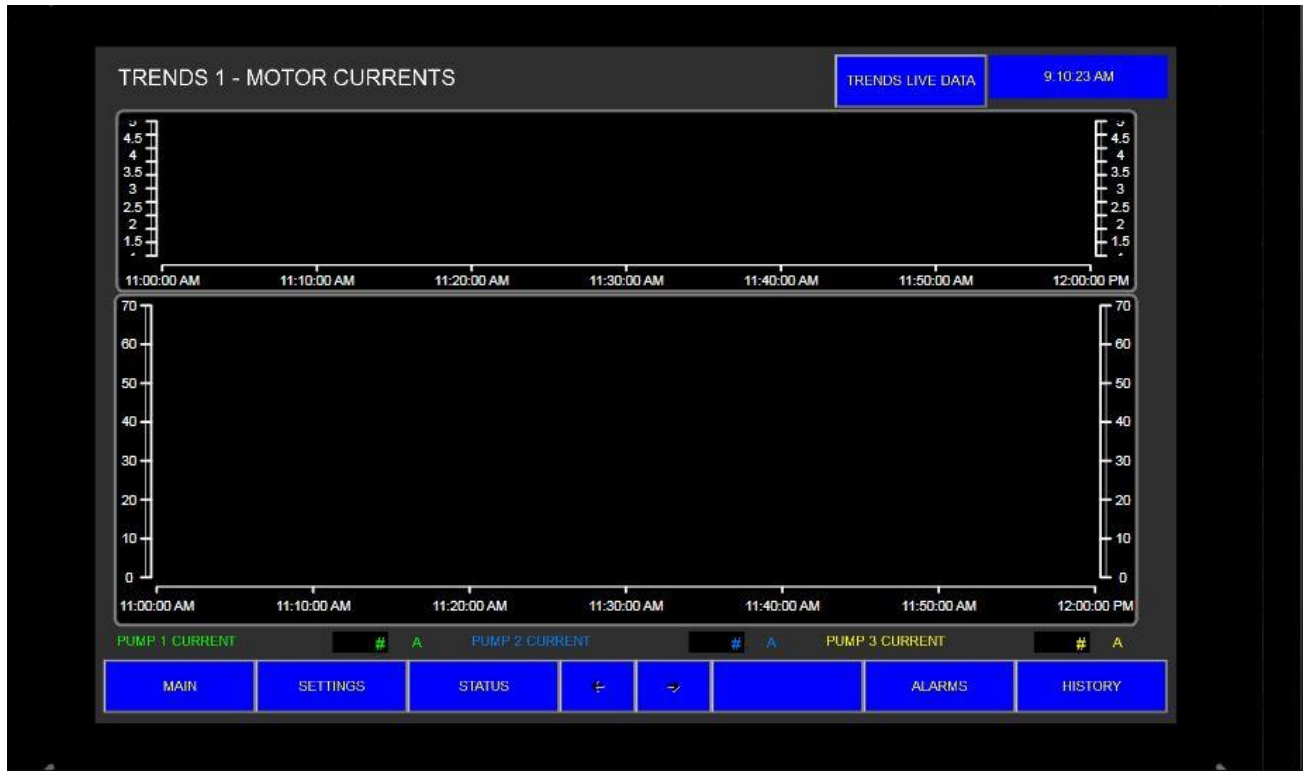 TRENDS 1 - MOTOR CURRENTS
TRENDS LIVE DATA
9:10:23 AM
4.5 4.5
4 4
3.5 3.5
3 3
2.5 2.5
2 2
1.5 1.5
11:00:00 AM 11:10:00 AM 11:20:00 AM 11:30:00 AM 11:40:00 AM 11:50:00 AM 12:00:00 PM
70 70
60 60
50 50
40 40
30 30
20 20
10 10
0 0
11:00:00 AM 11:10:00 AM 11:20:00 AM 11:30:00 AM 11:40:00 AM 11:50:00 AM 12:00:00 PM
PUMP 1 CURRENT # A PUMP 2 CURRENT # A PUMP 3 CURRENT # A
MAIN SETTINGS STATUS ← → ALARMS HISTORY